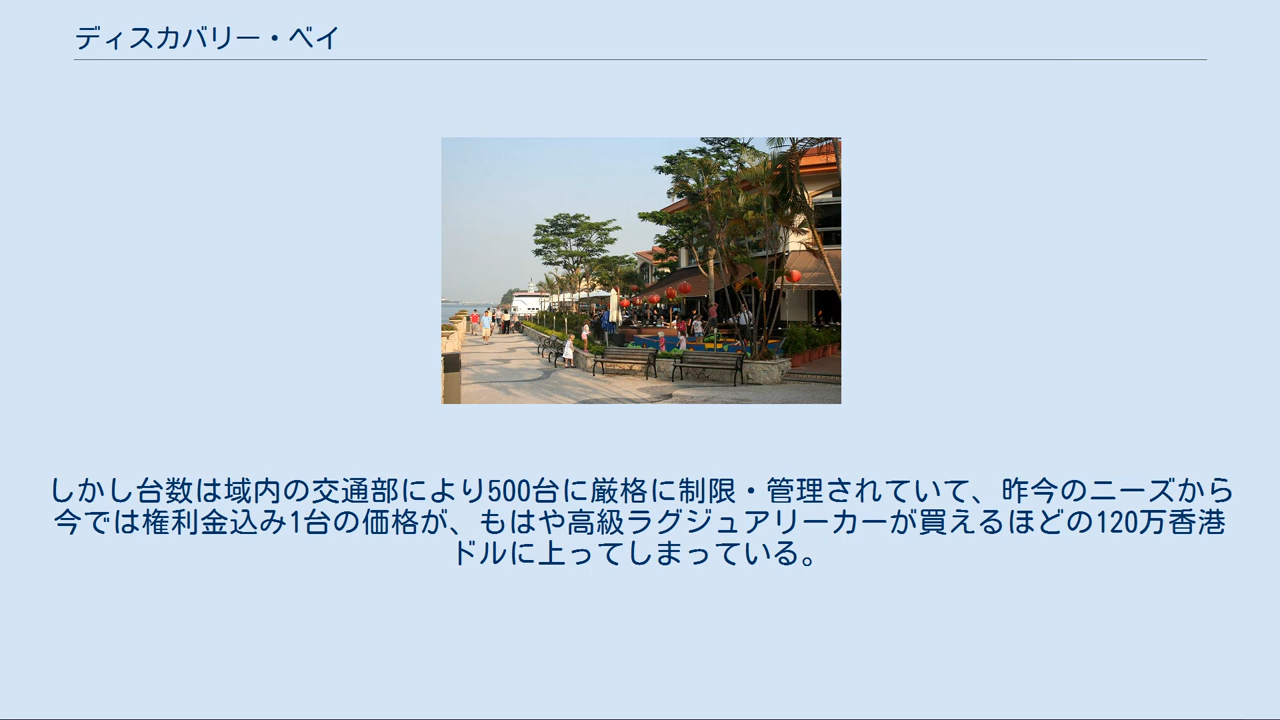 ディスカバリー・ベイ
しかし台数は域内の交通部により500台に厳格に制限・管理されていて、昨今のニーズから
今では権利金込み1台の価格が、もはや高級ラグジュアリーカーが買えるほどの120万香港
ドルに上ってしまっている。